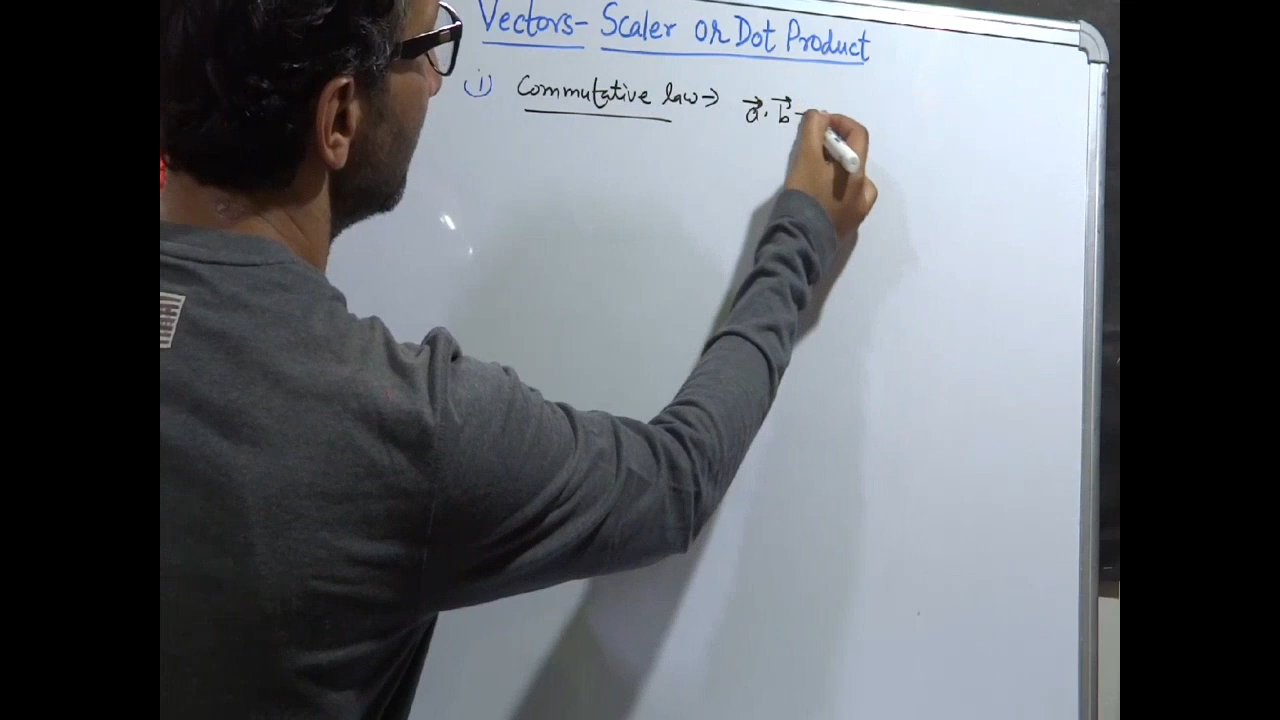 Vectors- Scaler or Dot Product
(i) Commutative law→ a⃗. b⃗ -